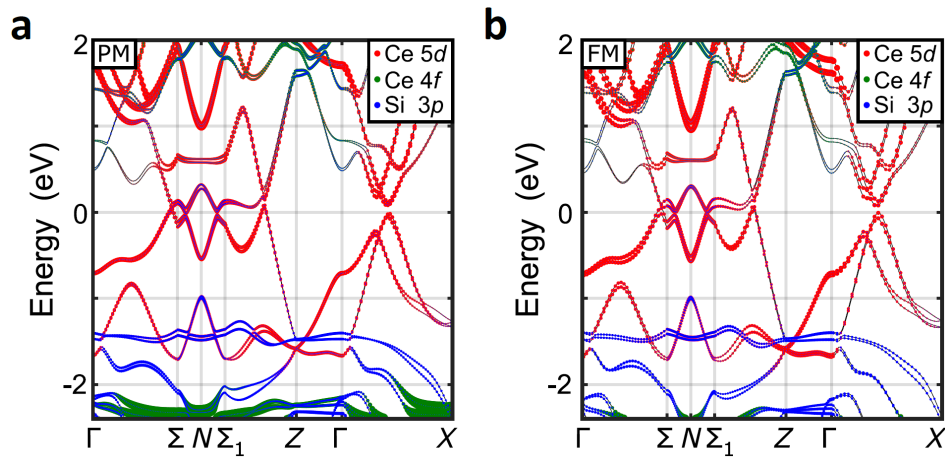 a
PM
Ce 5d
Ce 4f
Si 3p
Energy (eV)
2
0
-2
Γ Σ N Σ₁ Z Γ X
b
FM
Ce 5d
Ce 4f
Si 3p
Energy (eV)
2
0
-2
Γ Σ N Σ₁ Z Γ X